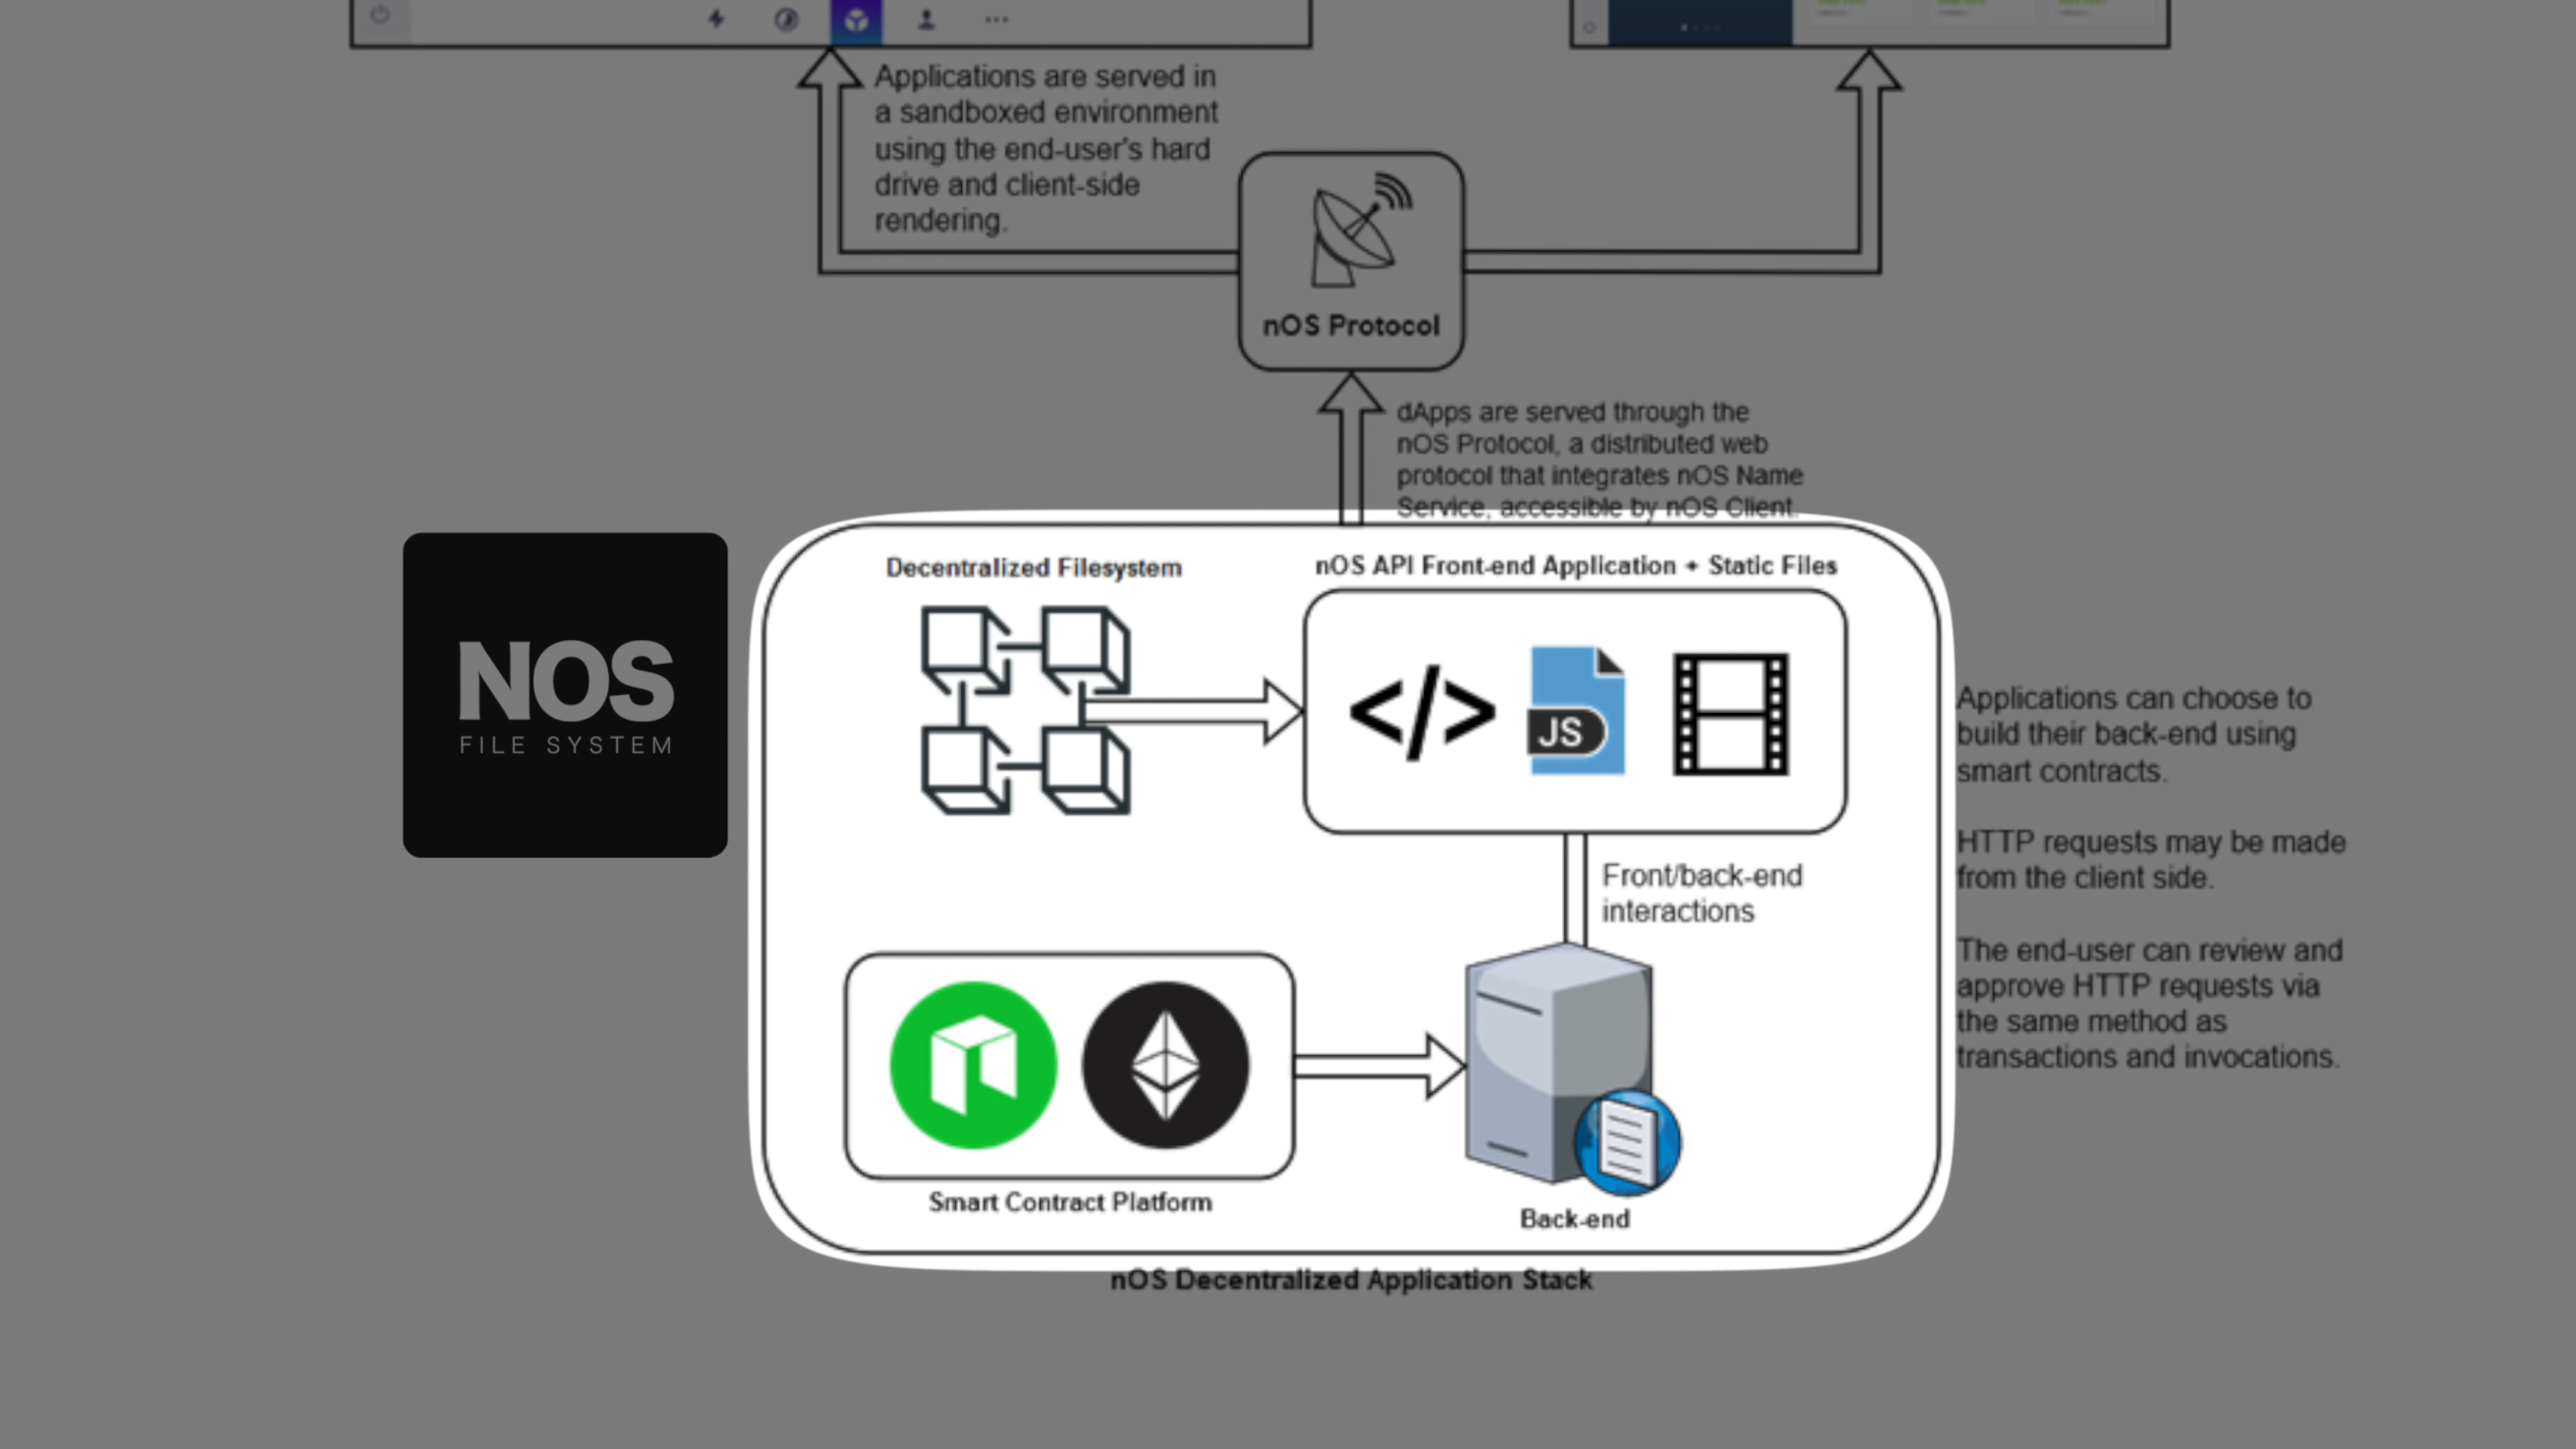 Applications are served in
a sandboxed environment
using the end-user's hard
drive and client-side
rendering.
nOS Protocol
dApps are served through the
nOS Protocol, a distributed web
protocol that integrates nOS Name
Service, accessible by nOS Client.
NOS
FILE SYSTEM
Decentralized Filesystem
nOS API Front-end Application + Static Files
</>
JS
Front/back-end
interactions
Smart Contract Platform
Back-end
nOS Decentralized Application Stack
Applications can choose to
build their back-end using
smart contracts.
HTTP requests may be made
from the client side.
The end-user can review and
approve HTTP requests via
the same method as
transactions and invocations.